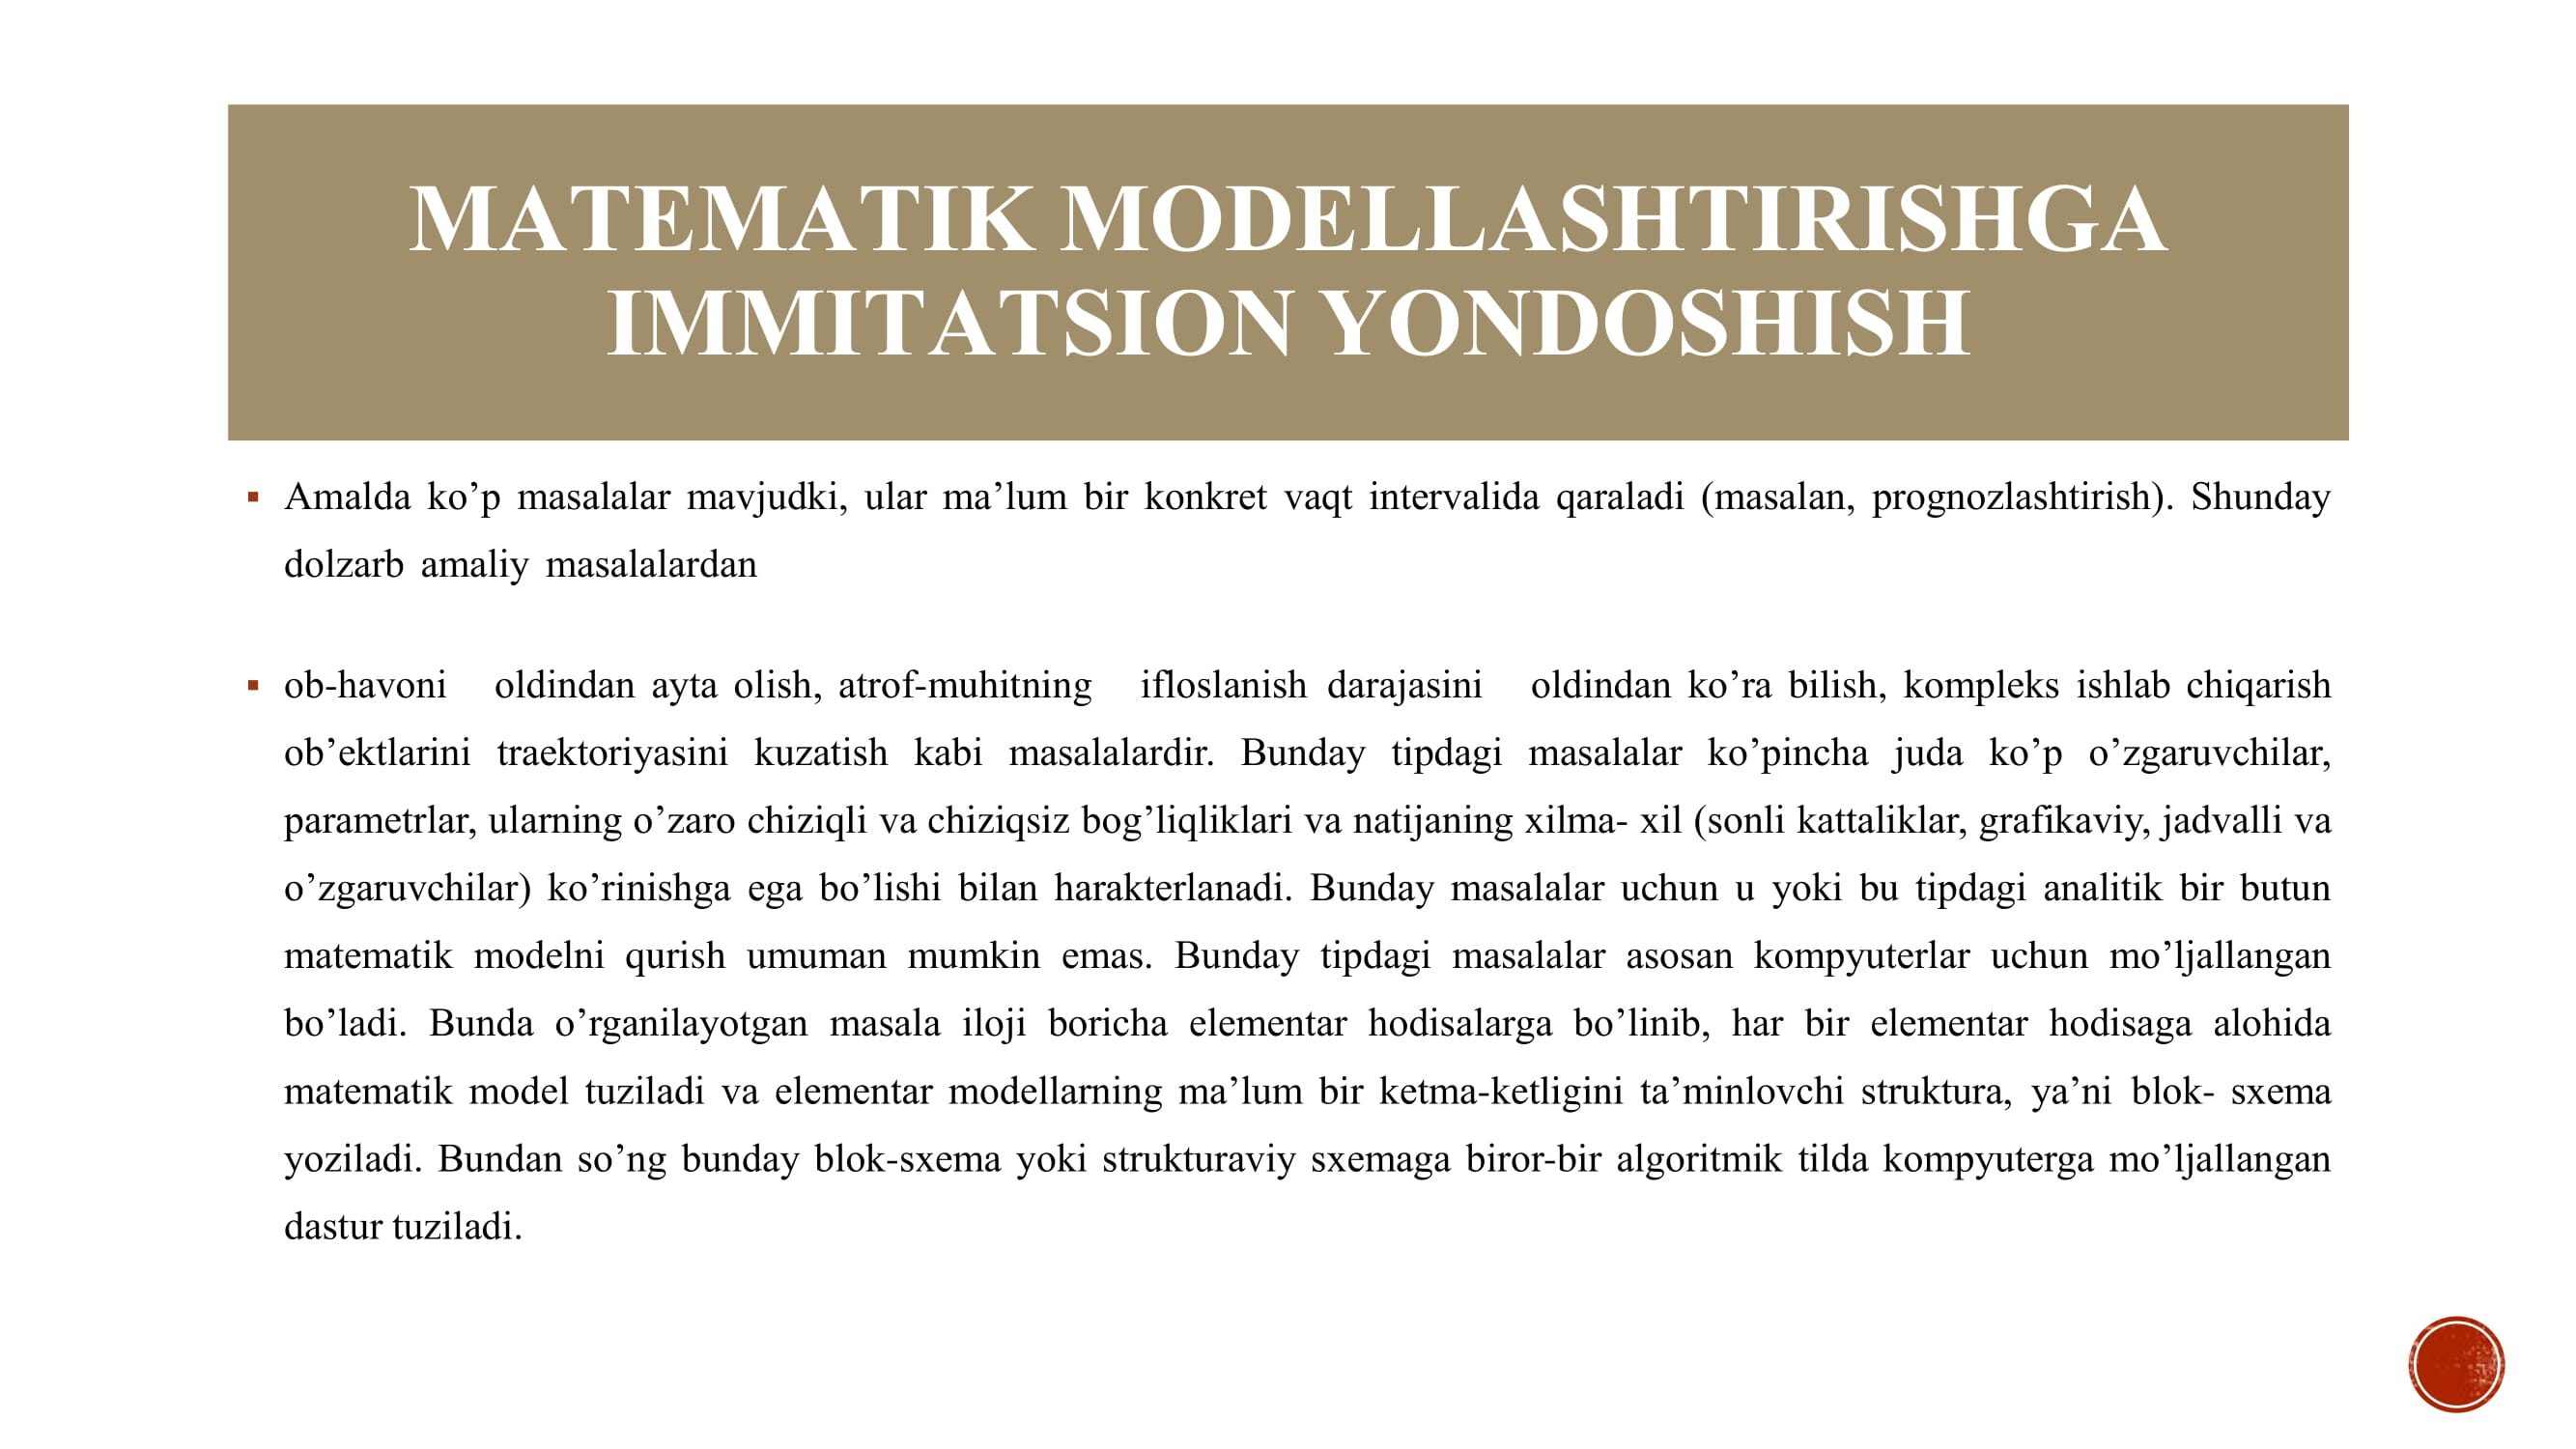 MATEMATIK MODELLASHTIRISHGA
IMMITATSION YONDOSHISH
▪ Amalda ko’p masalalar mavjudki, ular ma’lum bir konkret vaqt intervalida qaraladi (masalan, prognozlashtirish). Shunday
dolzarb amaliy masalalardan
▪ ob-havoni oldindan ayta olish, atrof-muhitning ifloslanish darajasini oldindan ko’ra bilish, kompleks ishlab chiqarish
ob’ektlarini traektoriyasini kuzatish kabi masalalardir. Bunday tipdagi masalalar ko’pincha juda ko’p o’zgaruvchilar,
parametrlar, ularning o’zaro chiziqli va chiziqsiz bog’liqliklari va natijaning xilma- xil (sonli kattaliklar, grafikaviy, jadvalli va
o’zgaruvchilar) ko’rinishga ega bo’lishi bilan harakterlanadi. Bunday masalalar uchun u yoki bu tipdagi analitik bir butun
matematik modelni qurish umuman mumkin emas. Bunday tipdagi masalalar asosan kompyuterlar uchun mo’ljallangan
bo’ladi. Bunda o’rganilayotgan masala iloji boricha elementar hodisalarga bo’linib, har bir elementar hodisaga alohida
matematik model tuziladi va elementar modellarning ma’lum bir ketma-ketligini ta’minlovchi struktura, ya’ni blok- sxema
yoziladi. Bundan so’ng bunday blok-sxema yoki strukturaviy sxemaga biror-bir algoritmik tilda kompyuterga mo’ljallangan
dastur tuziladi.